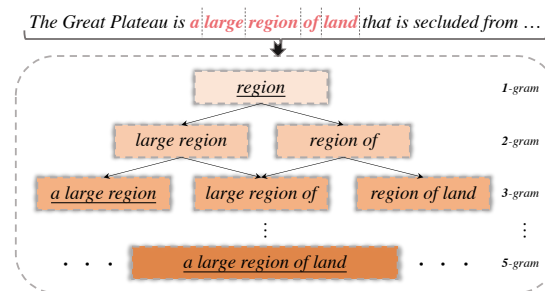 The Great Plateau is a large region of land that is secluded from …
region 1-gram
large region region of 2-gram
a large region large region of region of land 3-gram
a large region of land 5-gram